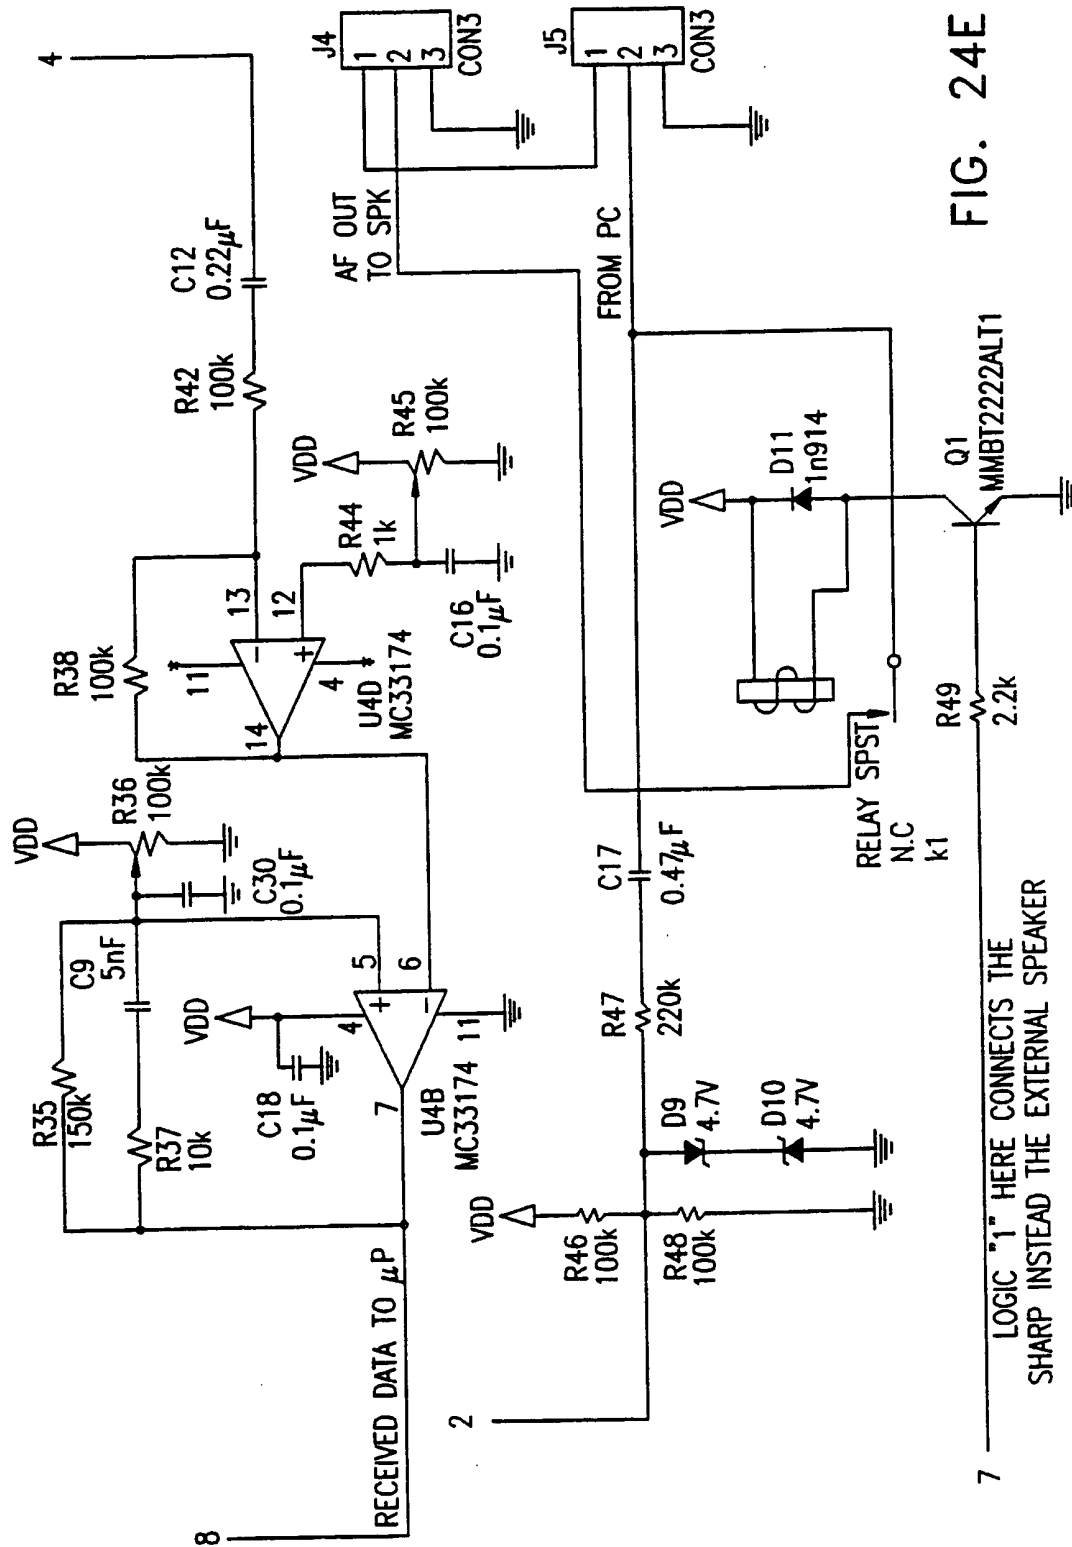 4
J4
1
2
3
CON3
J5
1
2
3
CON3
FIG. 24E
C12
0.22μF
AF OUT
TO SPK
FROM PC
R42
100k
VDD
R45
100k
R44
1k
C16
0.1μF
R38
100k
13
12
11
4
14
U4D
MC33174
-
+
VDD
D11
1n914
Q1
MMBT2222ALT1
R49
2.2k
RELAY SPST
N.C
k1
VDD
R36
100k
C30
0.1μF
C9
5nF
R35
150k
R37
10k
VDD
C18
0.1μF
5
6
4
11
7
+
-
U4B
MC33174
C17
0.47μF
R47
220k
D9
4.7V
D10
4.7V
VDD
R46
100k
R48
100k
RECEIVED DATA TO μP
8
2
7
LOGIC "1" HERE CONNECTS THE
SHARP INSTEAD THE EXTERNAL SPEAKER